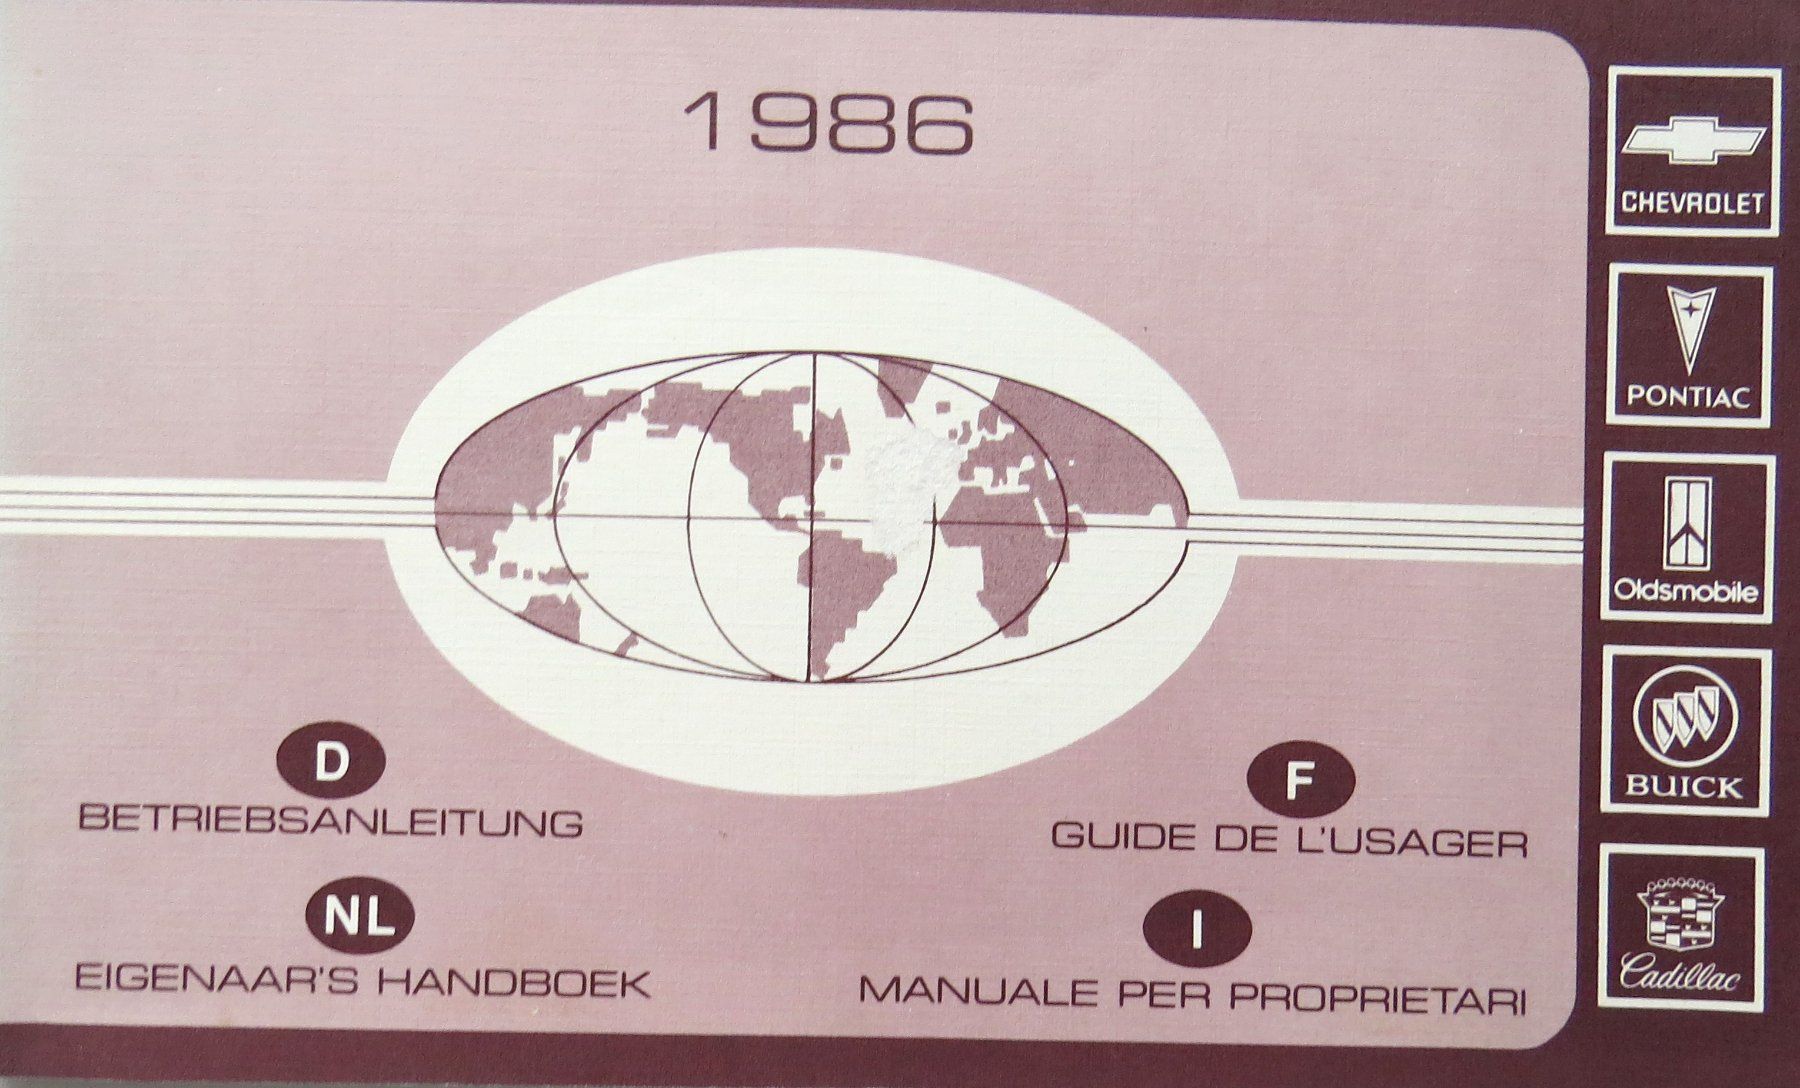 1986
D
BETRIEBSANLEITUNG
NL
EIGENAAR'S HANDBOEK
F
GUIDE DE L'USAGER
I
MANUALE PER PROPRIETARI
CHEVROLET
PONTIAC
Oldsmobile
BUICK
Cadillac